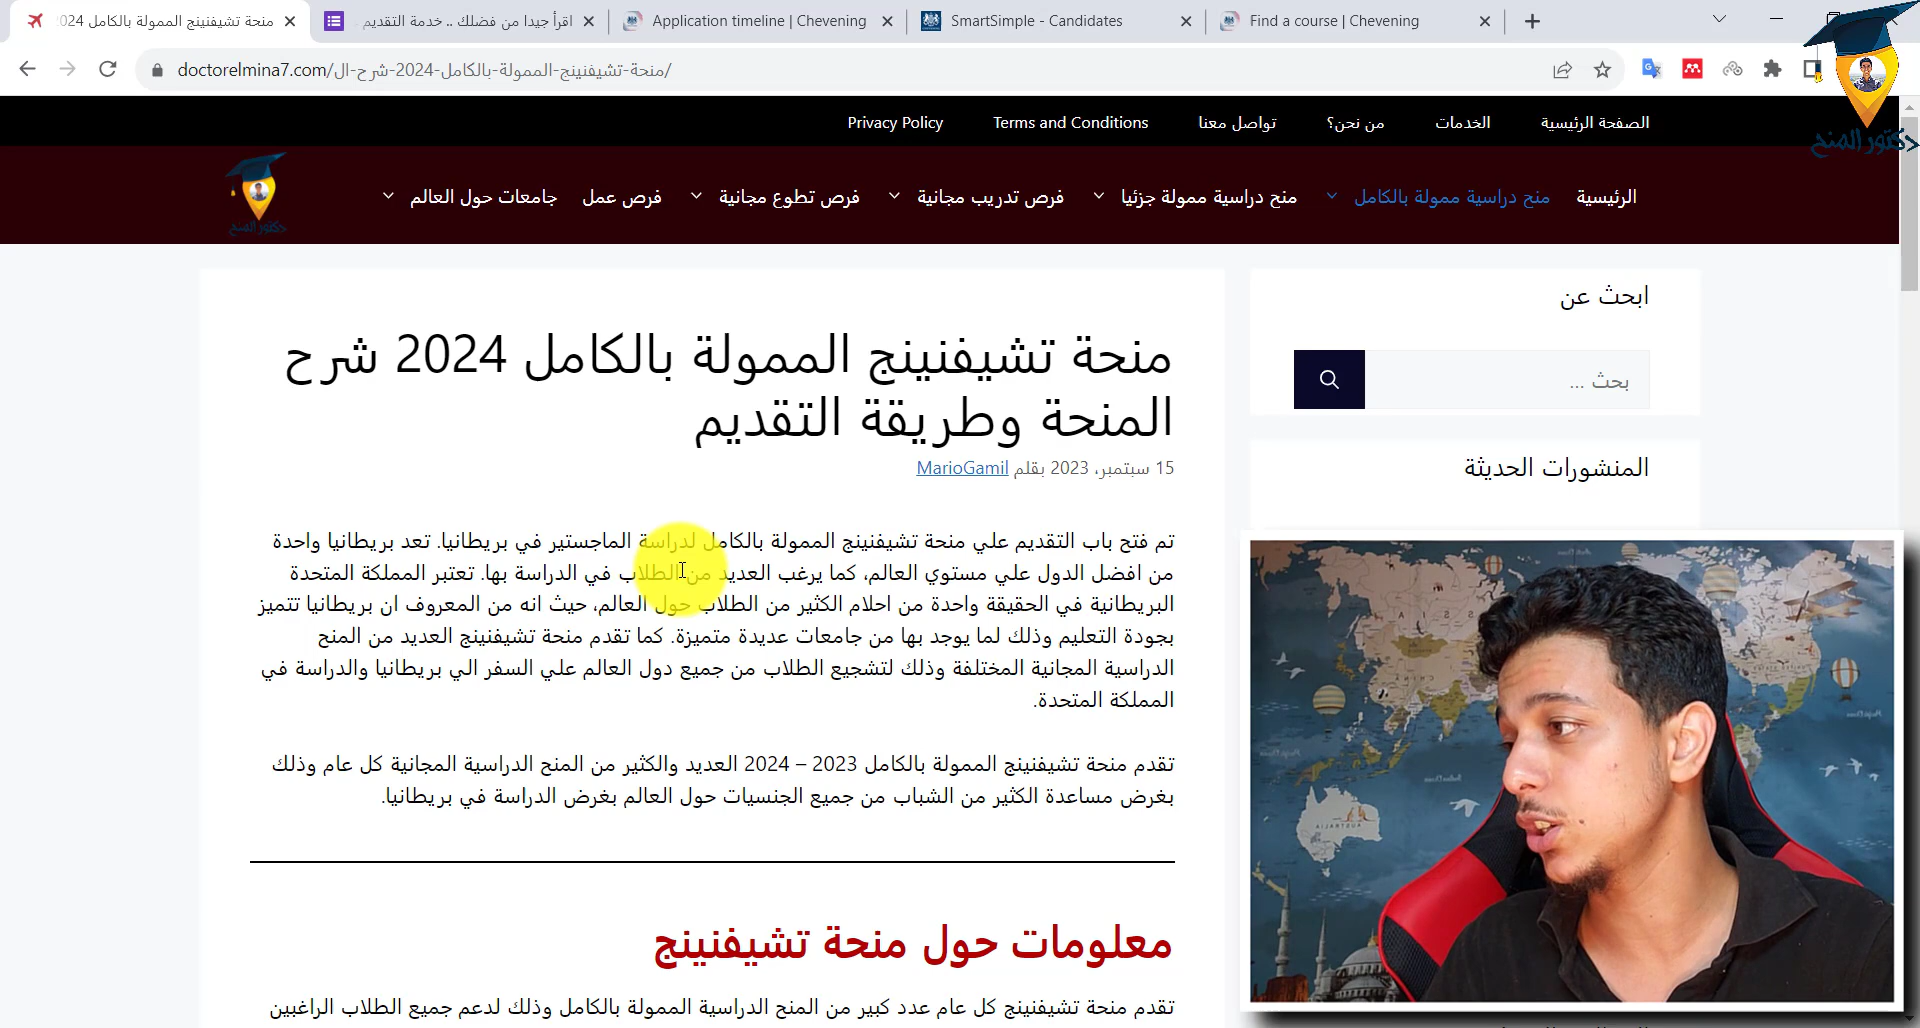 منحة تشيفنينج الممولة بالكامل 2024
اقرأ جيدا من فضلك .. خدمة التقديم
Application timeline | Chevening
SmartSimple - Candidates
Find a course | Chevening
doctorelmina7.com/منحة-تشيفنينج-الممولة-بالكامل-2024-شرح-ال/
الصفحة الرئيسية
الخدمات
من نحن؟
تواصل معنا
Terms and Conditions
Privacy Policy
دكتور المنح
الرئيسية
منح دراسية ممولة بالكامل
منح دراسية ممولة جزئيا
فرص تدريب مجانية
فرص تطوع مجانية
فرص عمل
جامعات حول العالم
دكتور المنح
ابحث عن
بحث ...
المنشورات الحديثة
منحة تشيفنينج الممولة بالكامل 2024 شرح
المنحة وطريقة التقديم
15 سبتمبر، 2023 بقلم MarioGamil
تم فتح باب التقديم علي منحة تشيفنينج الممولة بالكامل لدراسة الماجستير في بريطانيا. تعد بريطانيا واحدة
من افضل الدول علي مستوي العالم، كما يرغب العديد من الطلاب في الدراسة بها. تعتبر المملكة المتحدة
البريطانية في الحقيقة واحدة من احلام الكثير من الطلاب حول العالم، حيث انه من المعروف ان بريطانيا تتميز
بجودة التعليم وذلك لما يوجد بها من جامعات عديدة متميزة. كما تقدم منحة تشيفنينج العديد من المنح
الدراسية المجانية المختلفة وذلك لتشجيع الطلاب من جميع دول العالم علي السفر الي بريطانيا والدراسة في
المملكة المتحدة.
تقدم منحة تشيفنينج الممولة بالكامل 2023 – 2024 العديد والكثير من المنح الدراسية المجانية كل عام وذلك
بغرض مساعدة الكثير من الشباب من جميع الجنسيات حول العالم بغرض الدراسة في بريطانيا.
معلومات حول منحة تشيفنينج
تقدم منحة تشيفنينج كل عام عدد كبير من المنح الدراسية الممولة بالكامل وذلك لدعم جميع الطلاب الراغبين
AUSTRALIA